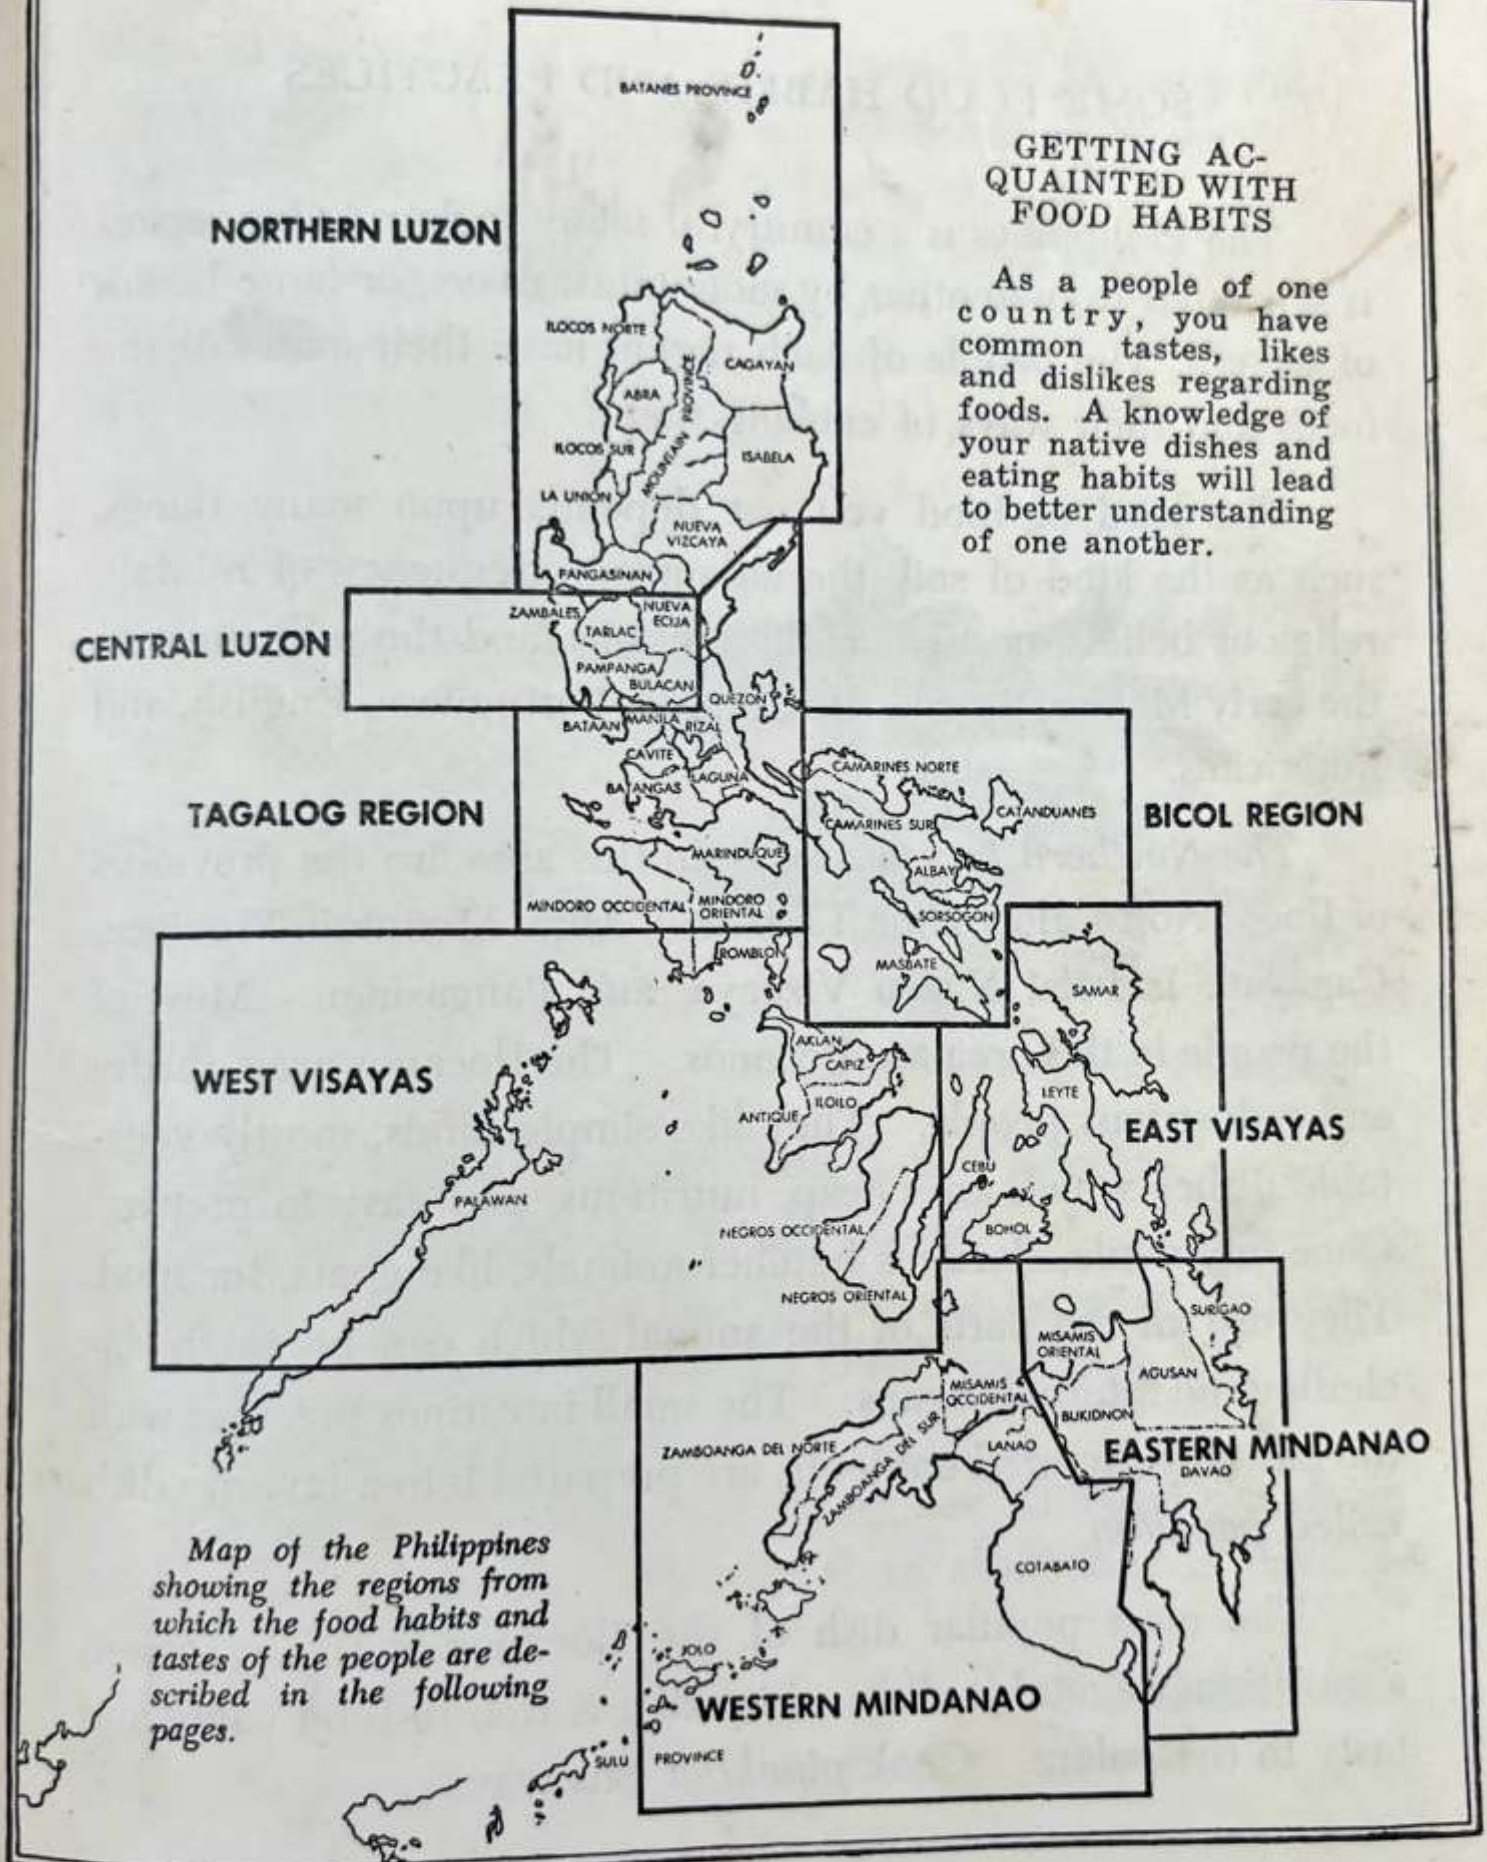 BATANES PROVINCE
GETTING AC-
QUAINTED WITH
FOOD HABITS
As a people of one
country, you have
common tastes, likes
and dislikes regarding
foods. A knowledge of
your native dishes and
eating habits will lead
to better understanding
of one another.
NORTHERN LUZON
ILOCOS NORTE
CAGAYAN
ABRA
MOUNTAIN PROVINCE
ILOCOS SUR
ISABELA
LA UNION
NUEVA
VIZCAYA
PANGASINAN
CENTRAL LUZON
ZAMBALES
NUEVA
ECIJA
TARLAC
PAMPANGA
BULACAN
QUEZON
TAGALOG REGION
BATAAN
MANILA
RIZAL
CAVITE
LAGUNA
BATANGAS
MARINDUQUE
MINDORO OCCIDENTAL
MINDORO
ORIENTAL
BICOL REGION
CAMARINES NORTE
CATANDUANES
CAMARINES SUR
ALBAY
SORSOGON
MASBATE
WEST VISAYAS
ROMBLON
AKLAN
CAPIZ
ILOILO
ANTIQUE
PALAWAN
NEGROS OCCIDENTAL
NEGROS ORIENTAL
EAST VISAYAS
SAMAR
LEYTE
CEBU
BOHOL
SURIGAO
MISAMIS
ORIENTAL
AGUSAN
BUKIDNON
EASTERN MINDANAO
DAVAO
MISAMIS
OCCIDENTAL
ZAMBOANGA DEL NORTE
ZAMBOANGA DEL SUR
LANAO
COTABATO
JOLO
WESTERN MINDANAO
SULU PROVINCE
Map of the Philippines
showing the regions from
which the food habits and
tastes of the people are de-
scribed in the following
pages.